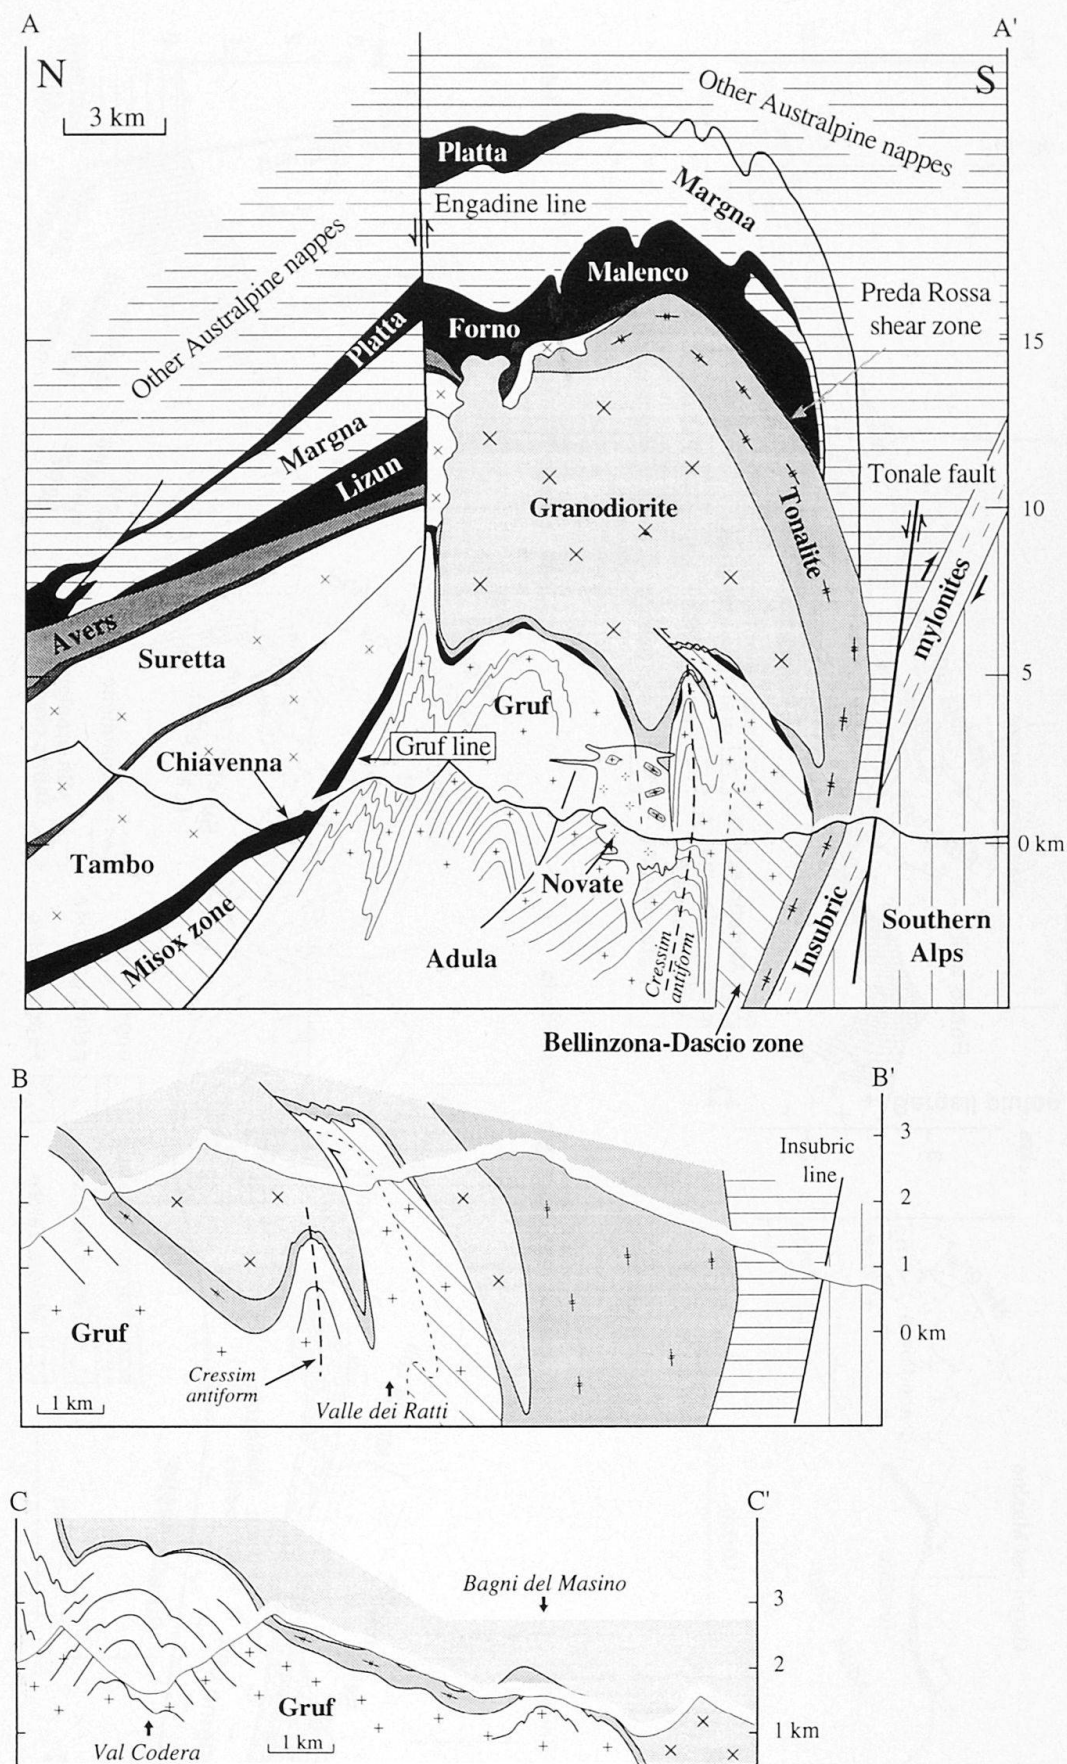 A
A'
N
S
3 km
Other Australpine nappes
Platta
Engadine line
Margna
Other Australpine nappes
Malenco
Preda Rossa
shear zone
Platta
Forno
15
Margna
Lizun
Tonale fault
Granodiorite
10
Tonalite
mylonites
Avers
Suretta
5
Gruf
Gruf line
Chiavenna
0 km
Tambo
Novate
Misox zone
Insubric
Southern
Alps
Adula
Cressim
antiform
Bellinzona-Dascio zone
B
B'
3
Insubric
line
2
1
Gruf
0 km
Cressim
antiform
1 km
Valle dei Ratti
C
C'
Bagni del Masino
3
2
Gruf
1 km
1 km
Val Codera